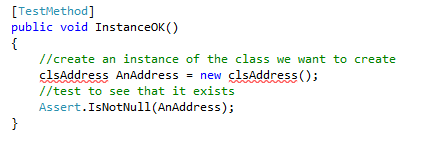 [TestMethod]
public void InstanceOK()
{
    //create an instance of the class we want to create
    clsAddress AnAddress = new clsAddress();
    //test to see that it exists
    Assert.IsNotNull(AnAddress);
}